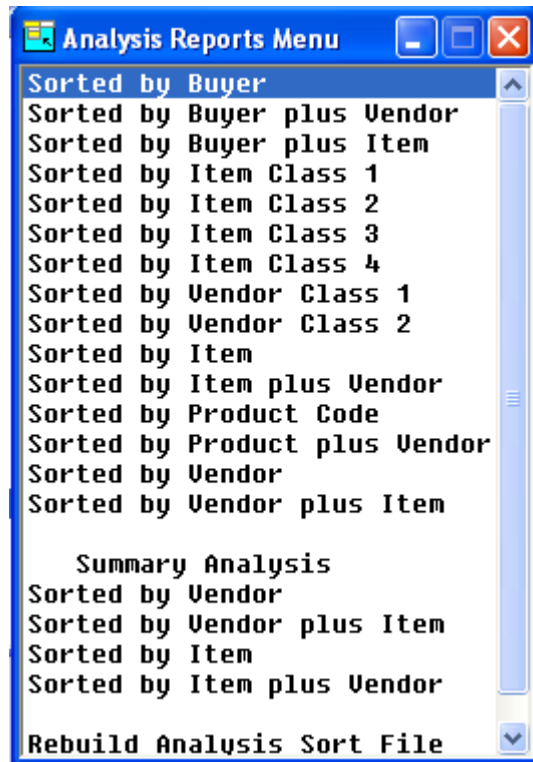 Analysis Reports Menu
Sorted by Buyer
Sorted by Buyer plus Vendor
Sorted by Buyer plus Item
Sorted by Item Class 1
Sorted by Item Class 2
Sorted by Item Class 3
Sorted by Item Class 4
Sorted by Vendor Class 1
Sorted by Vendor Class 2
Sorted by Item
Sorted by Item plus Vendor
Sorted by Product Code
Sorted by Product plus Vendor
Sorted by Vendor
Sorted by Vendor plus Item
Summary Analysis
Sorted by Vendor
Sorted by Vendor plus Item
Sorted by Item
Sorted by Item plus Vendor
Rebuild Analysis Sort File